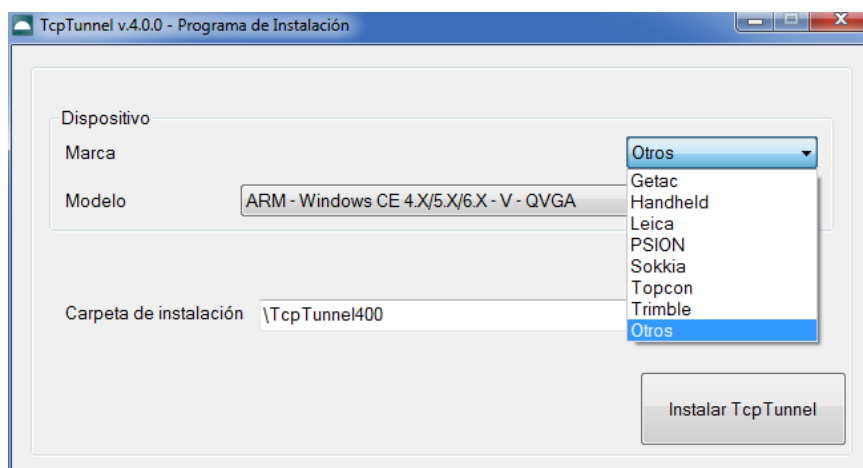 TcpTunnel v.4.0.0 - Programa de Instalación
Dispositivo
Marca
Otros
Modelo
ARM - Windows CE 4.X/5.X/6.X - V - QVGA
Getac
Handheld
Leica
PSION
Sokkia
Topcon
Trimble
Otros
Carpeta de instalación
\TcpTunnel400
Instalar TcpTunnel